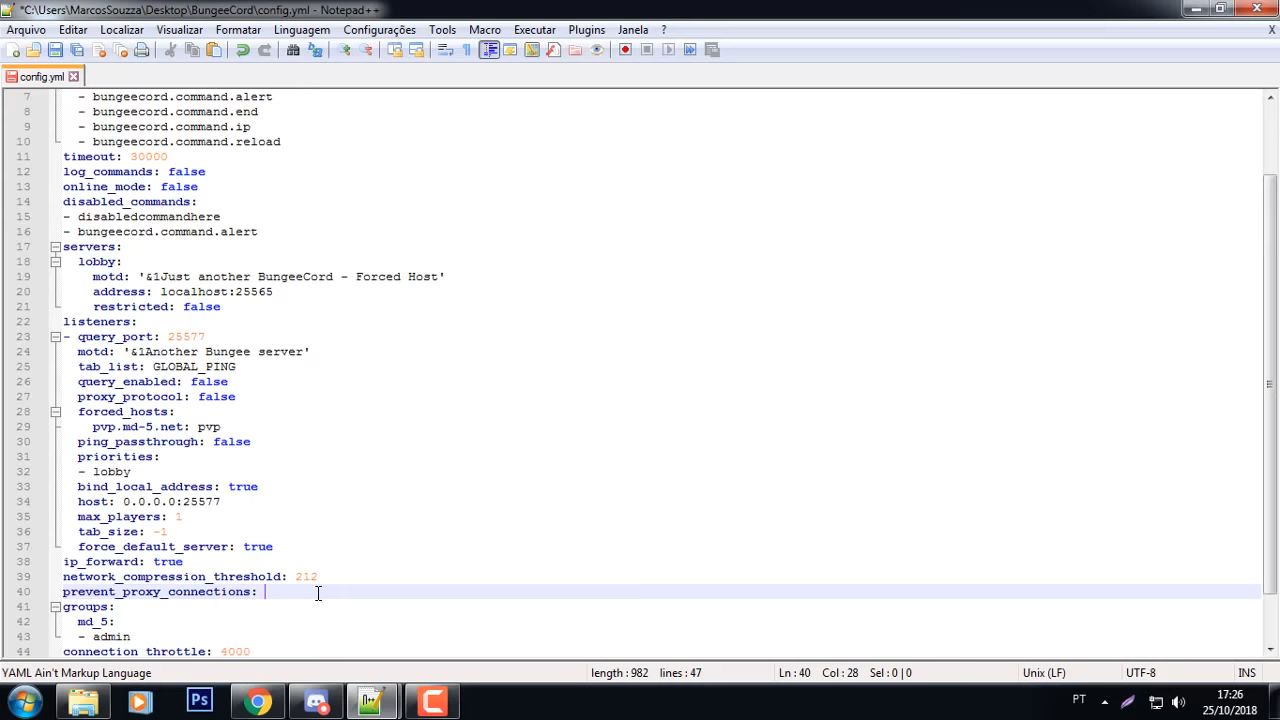 *C:\Users\MarcosSouzza\Desktop\BungeeCord\config.yml - Notepad++
Arquivo Editar Localizar Visualizar Formatar Linguagem Configurações Tools Macro Executar Plugins Janela ? X
config.yml
7 - bungeecord.command.alert
8 - bungeecord.command.end
9 - bungeecord.command.ip
10 - bungeecord.command.reload
11 timeout: 30000
12 log_commands: false
13 online_mode: false
14 disabled_commands:
15 - disabledcommandhere
16 - bungeecord.command.alert
17 servers:
18 lobby:
19 motd: '&1Just another BungeeCord - Forced Host'
20 address: localhost:25565
21 restricted: false
22 listeners:
23 - query_port: 25577
24 motd: '&1Another Bungee server'
25 tab_list: GLOBAL_PING
26 query_enabled: false
27 proxy_protocol: false
28 forced_hosts:
29 pvp.md-5.net: pvp
30 ping_passthrough: false
31 priorities:
32 - lobby
33 bind_local_address: true
34 host: 0.0.0.0:25577
35 max_players: 1
36 tab_size: -1
37 force_default_server: true
38 ip_forward: true
39 network_compression_threshold: 212
40 prevent_proxy_connections:
41 groups:
42 md_5:
43 - admin
44 connection_throttle: 4000
YAML Ain't Markup Language length : 982 lines : 47 Ln : 40 Col : 28 Sel : 0 | 0 Unix (LF) UTF-8 INS
Ps PT 17:26
25/10/2018